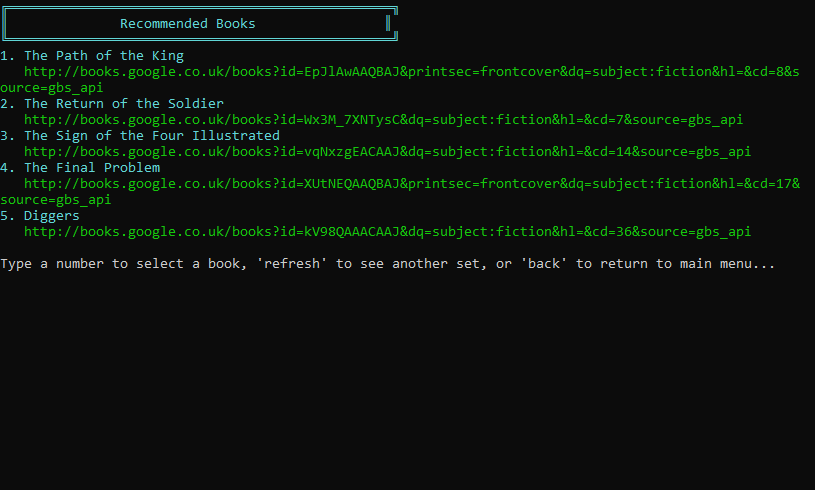 Recommended Books
1. The Path of the King
http://books.google.co.uk/books?id=EpJlAwAAQBAJ&printsec=frontcover&dq=subject:fiction&hl=&cd=8&s
ource=gbs_api
2. The Return of the Soldier
http://books.google.co.uk/books?id=Wx3M_7XNTysC&dq=subject:fiction&hl=&cd=7&source=gbs_api
3. The Sign of the Four Illustrated
http://books.google.co.uk/books?id=vqNxzgEACAAJ&dq=subject:fiction&hl=&cd=14&source=gbs_api
4. The Final Problem
http://books.google.co.uk/books?id=XUtNEQAAQBAJ&printsec=frontcover&dq=subject:fiction&hl=&cd=17&
source=gbs_api
5. Diggers
http://books.google.co.uk/books?id=kV98QAAACAAJ&dq=subject:fiction&hl=&cd=36&source=gbs_api
Type a number to select a book, 'refresh' to see another set, or 'back' to return to main menu...